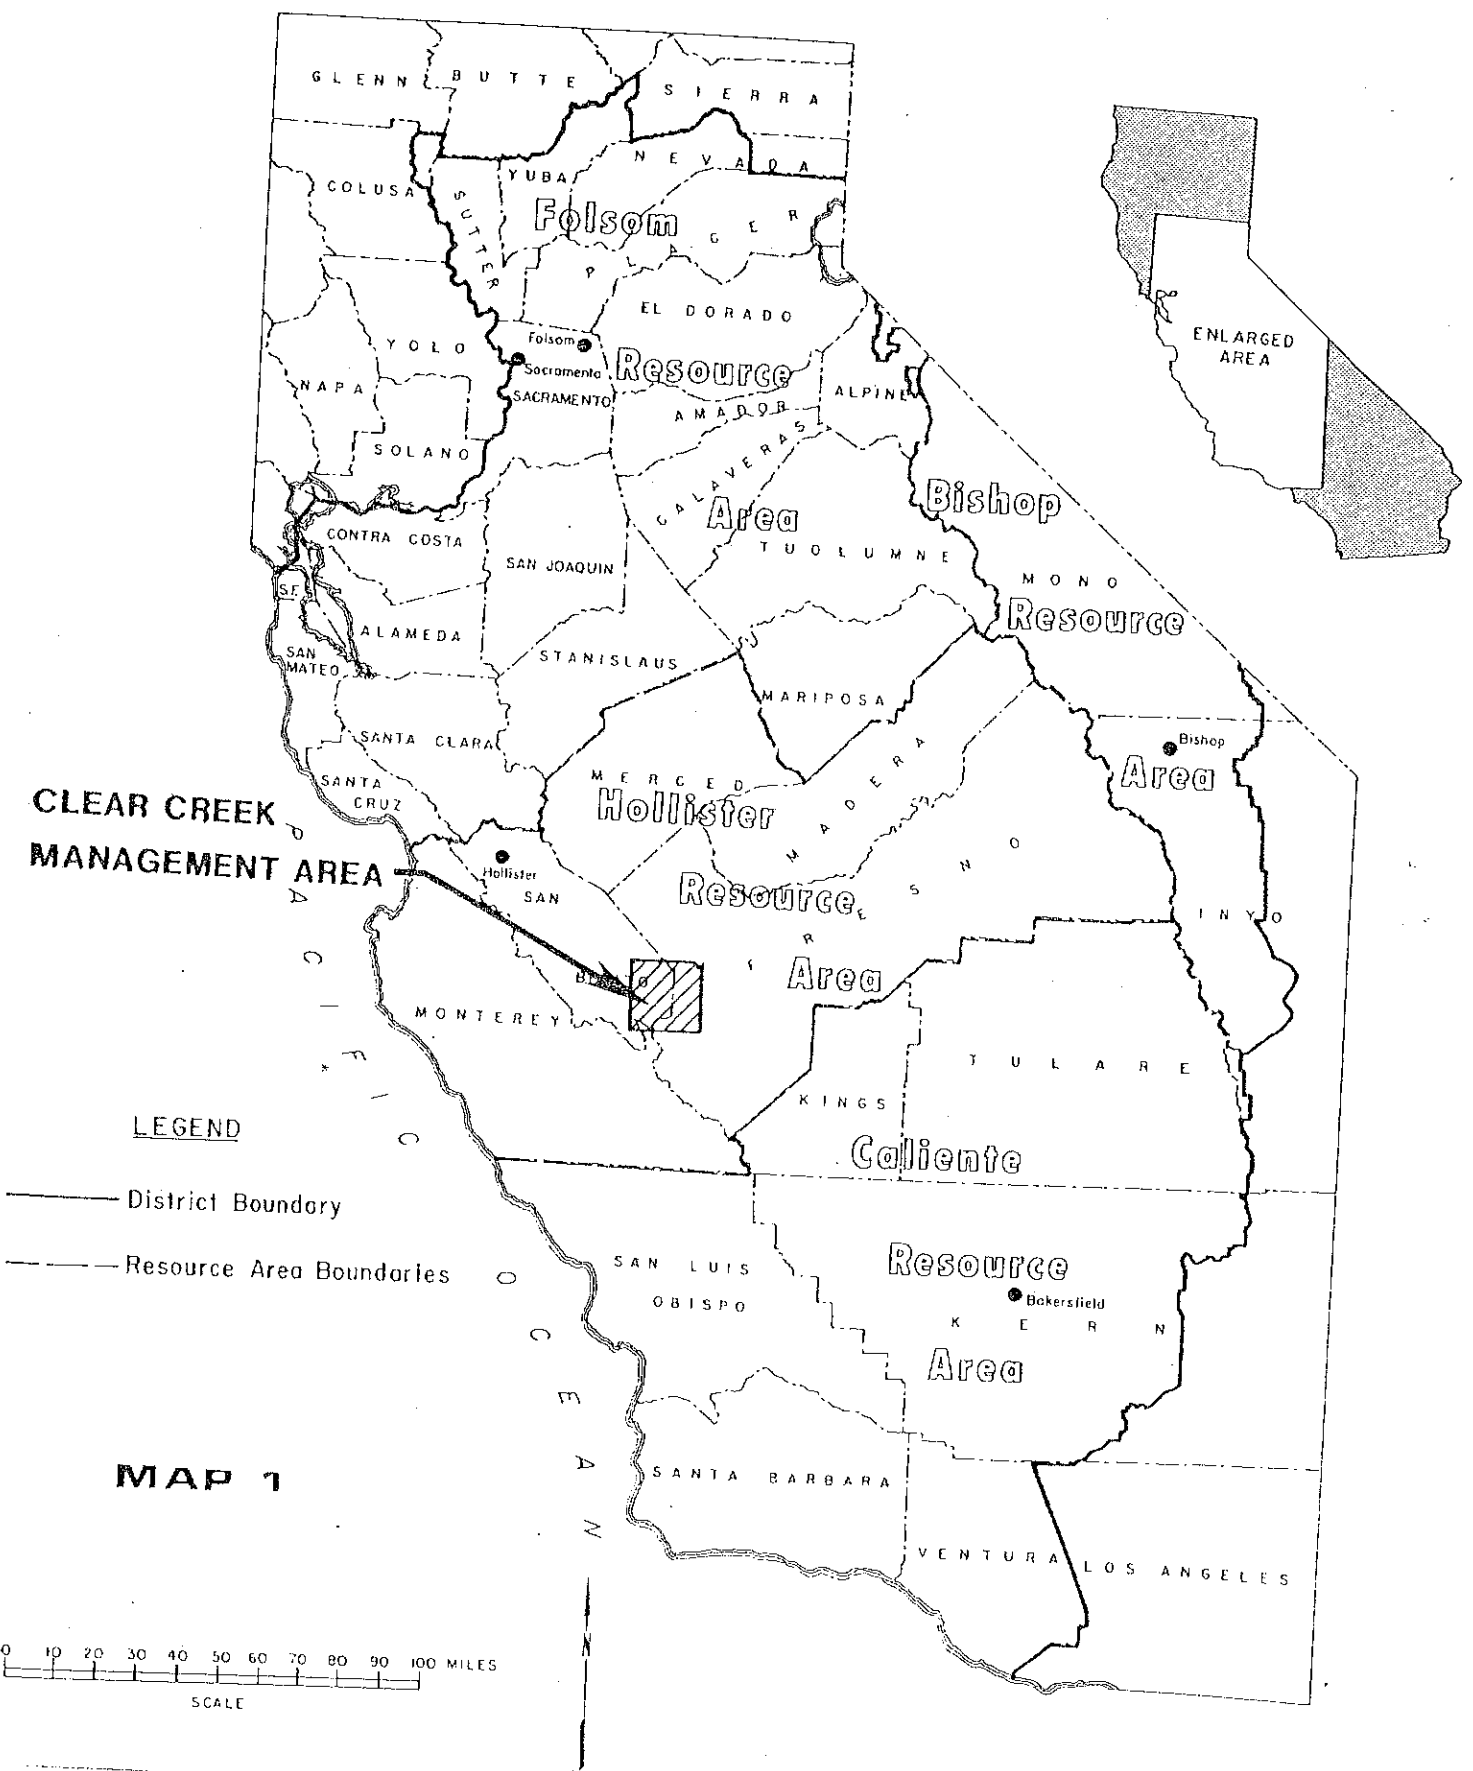 GLENN
BUTTE
SIERRA
NEVADA
COLUSA
YUBA
SUTTER
Folsom
PLACER
EL DORADO
ENLARGED
AREA
YOLO
Folsom
Sacramento
Resource
NAPA
SACRAMENTO
ALPINE
AMADOR
SOLANO
CALAVERAS
Area
Bishop
CONTRA COSTA
SAN JOAQUIN
TUOLUMNE
MONO
Resource
S.F.
ALAMEDA
SAN
MATEO
STANISLAUS
MARIPOSA
SANTA CLARA
Bishop
Area
SANTA
CRUZ
MERCED
MADERA
Hollister
CLEAR CREEK
MANAGEMENT AREA
Hollister
SAN
Resource
FRESNO
INYO
Area
MONTEREY
TULARE
KINGS
PACIFIC
OCEAN
LEGEND
District Boundary
Resource Area Boundaries
Caliente
SAN LUIS
OBISPO
Resource
Bakersfield
KERN
Area
MAP 1
SANTA BARBARA
VENTURA
LOS ANGELES
N
0 10 20 30 40 50 60 70 80 90 100 MILES
SCALE